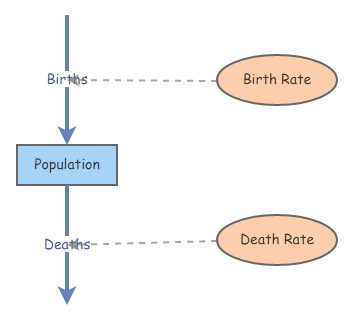 Births
Birth Rate
Population
Death Rate
Deaths